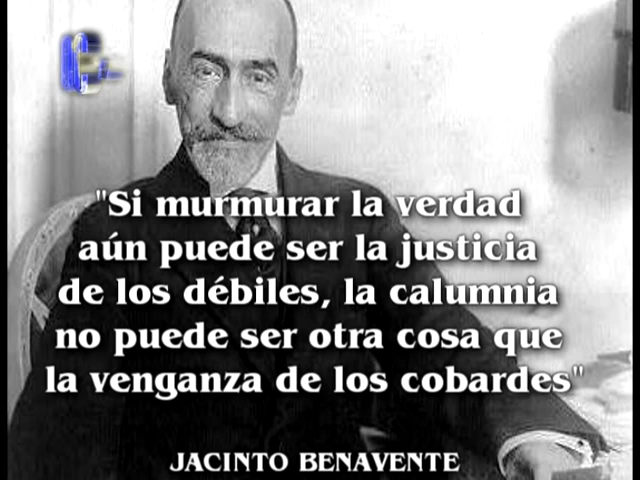 "Si murmurar la verdad
aún puede ser la justicia
de los débiles, la calumnia
no puede ser otra cosa que
la venganza de los cobardes"
JACINTO BENAVENTE